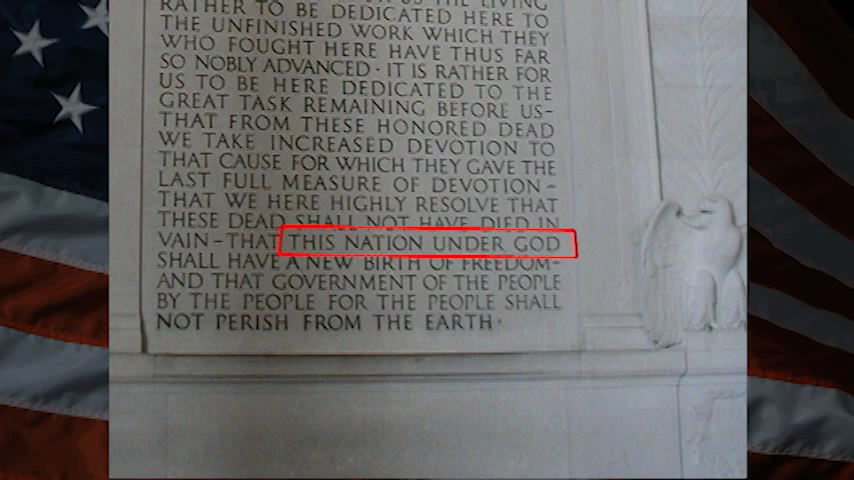 RATHER TO BE DEDICATED HERE TO
THE UNFINISHED WORK WHICH THEY
WHO FOUGHT HERE HAVE THUS FAR
SO NOBLY ADVANCED · IT IS RATHER FOR
US TO BE HERE DEDICATED TO THE
GREAT TASK REMAINING BEFORE US–
THAT FROM THESE HONORED DEAD
WE TAKE INCREASED DEVOTION TO
THAT CAUSE FOR WHICH THEY GAVE THE
LAST FULL MEASURE OF DEVOTION–
THAT WE HERE HIGHLY RESOLVE THAT
THESE DEAD SHALL NOT HAVE DIED IN
VAIN–THAT THIS NATION UNDER GOD
SHALL HAVE A NEW BIRTH OF FREEDOM–
AND THAT GOVERNMENT OF THE PEOPLE
BY THE PEOPLE FOR THE PEOPLE SHALL
NOT PERISH FROM THE EARTH ·